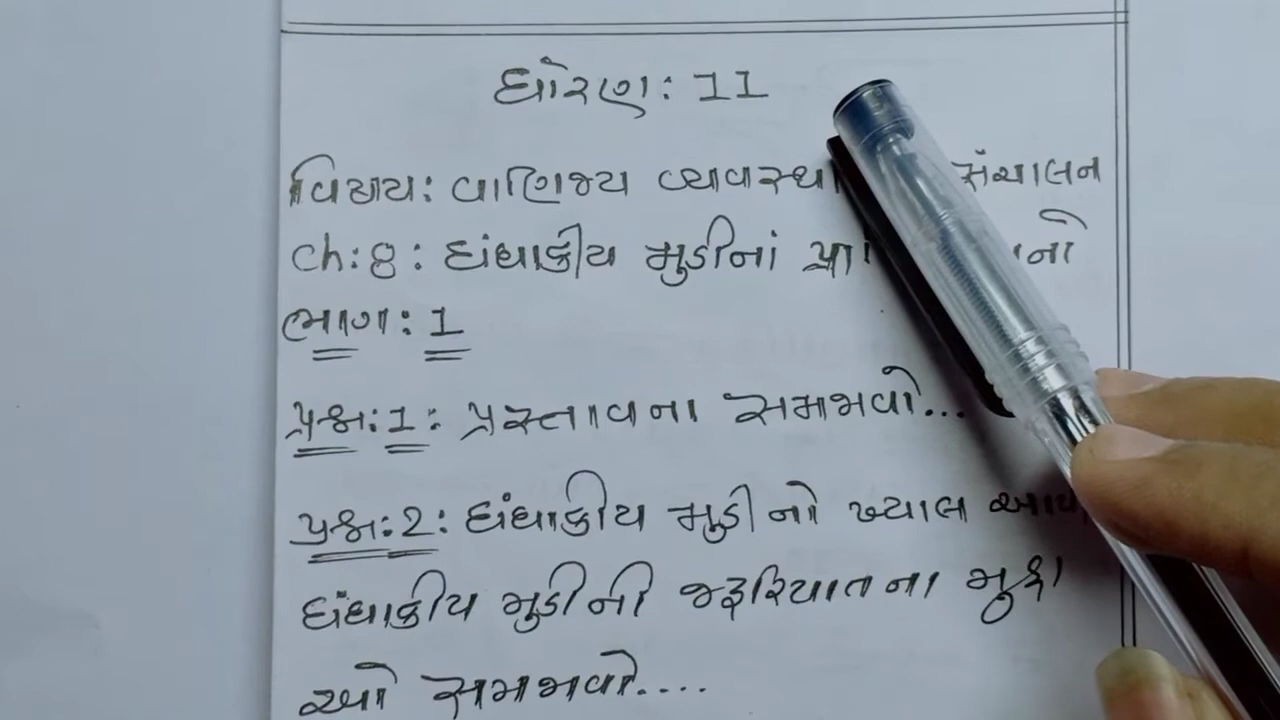 ધોરણ: 11
વિષય: વાણિજ્ય વ્યવસ્થા સંચાલન
Ch: 8 : ધંધાકીય મુડીનાં
ભાગ: 1
પ્રશ્ન: 1: પ્રસ્તાવના સમજાવો...
પ્રશ્ન: 2: ધંધાકીય મુડી નો ખ્યાલ
ધંધાકીય મુડીની જરૂરિયાતના મુદ્દા
ઓ સમજાવો....